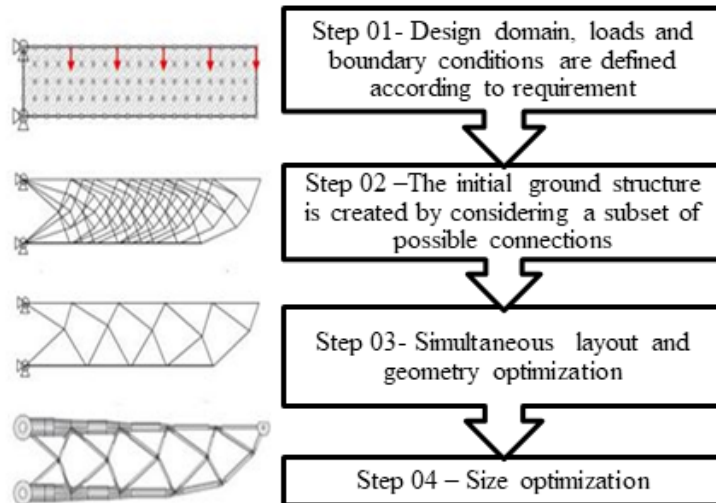 Step 01- Design domain, loads and
boundary conditions are defined
according to requirement
Step 02 –The initial ground structure
is created by considering a subset of
possible connections
Step 03- Simultaneous layout and
geometry optimization
Step 04 – Size optimization